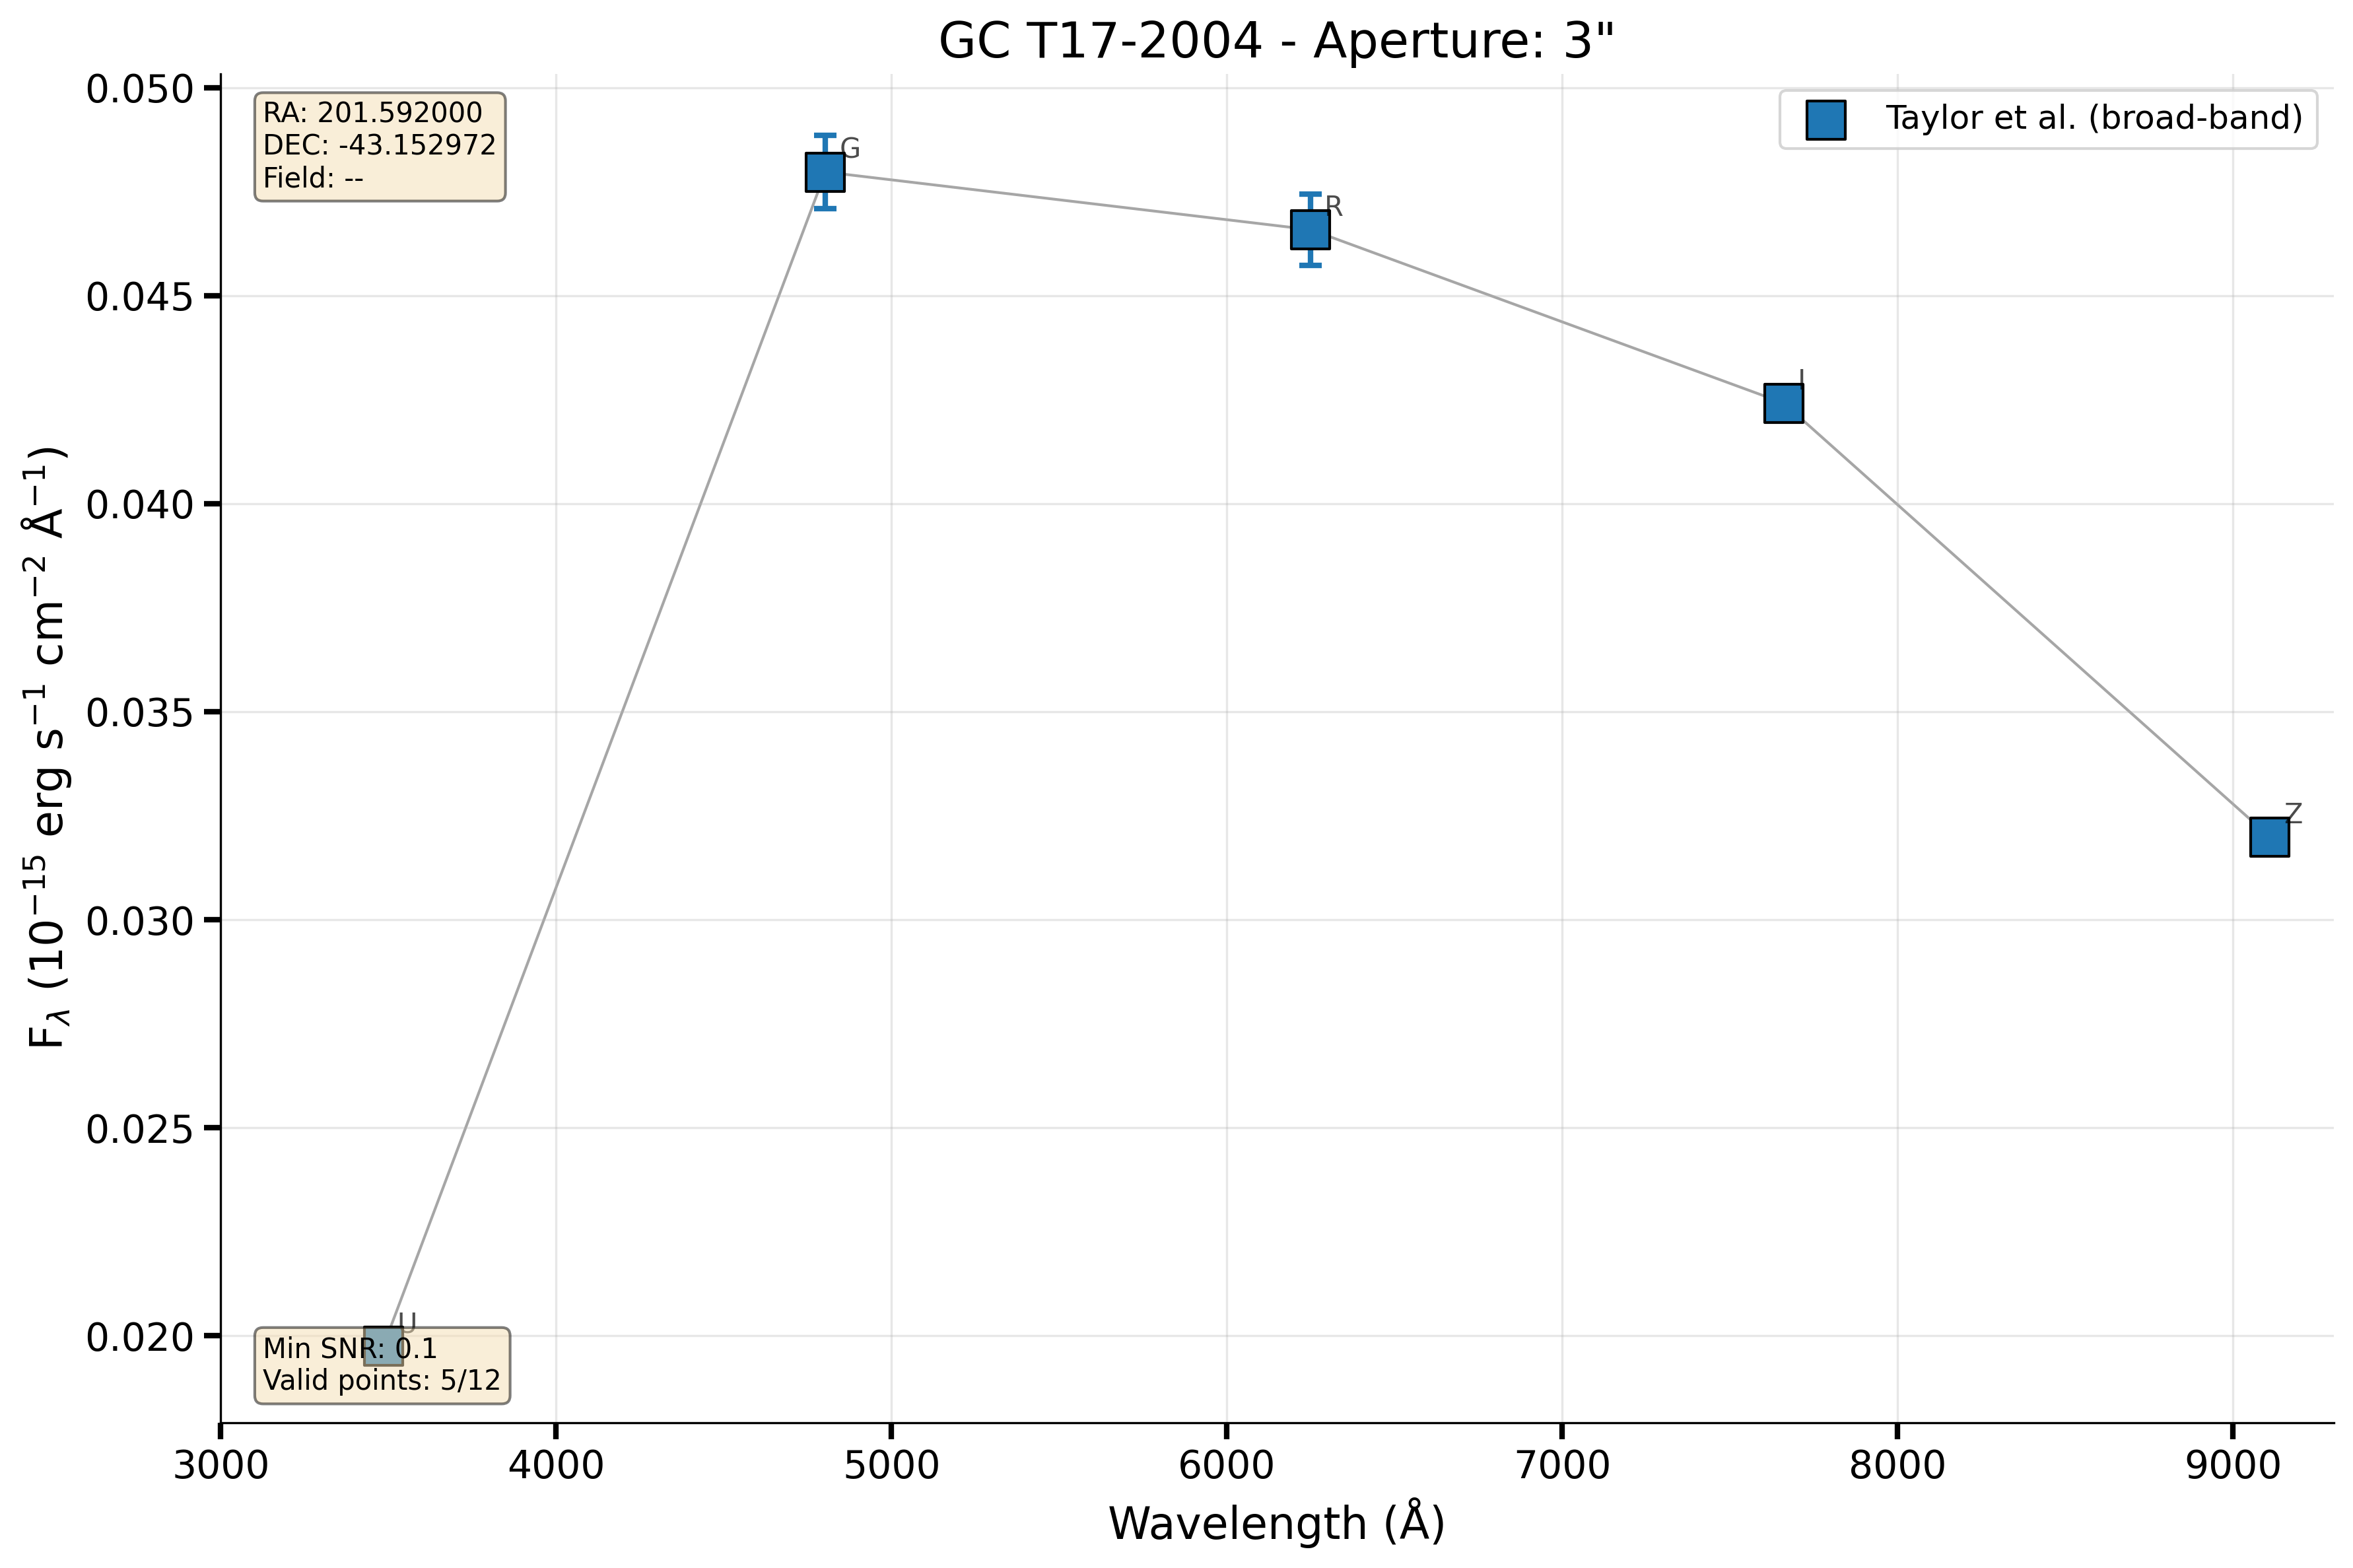 GC T17-2004 - Aperture: 3"
RA: 201.592000
DEC: -43.152972
Field: --
Taylor et al. (broad-band)
G
R
I
Z
U
Min SNR: 0.1
Valid points: 5/12
0.050
0.045
0.040
0.035
0.030
0.025
0.020
F_λ (10⁻¹⁵ erg s⁻¹ cm⁻² Å⁻¹)
3000 4000 5000 6000 7000 8000 9000
Wavelength (Å)